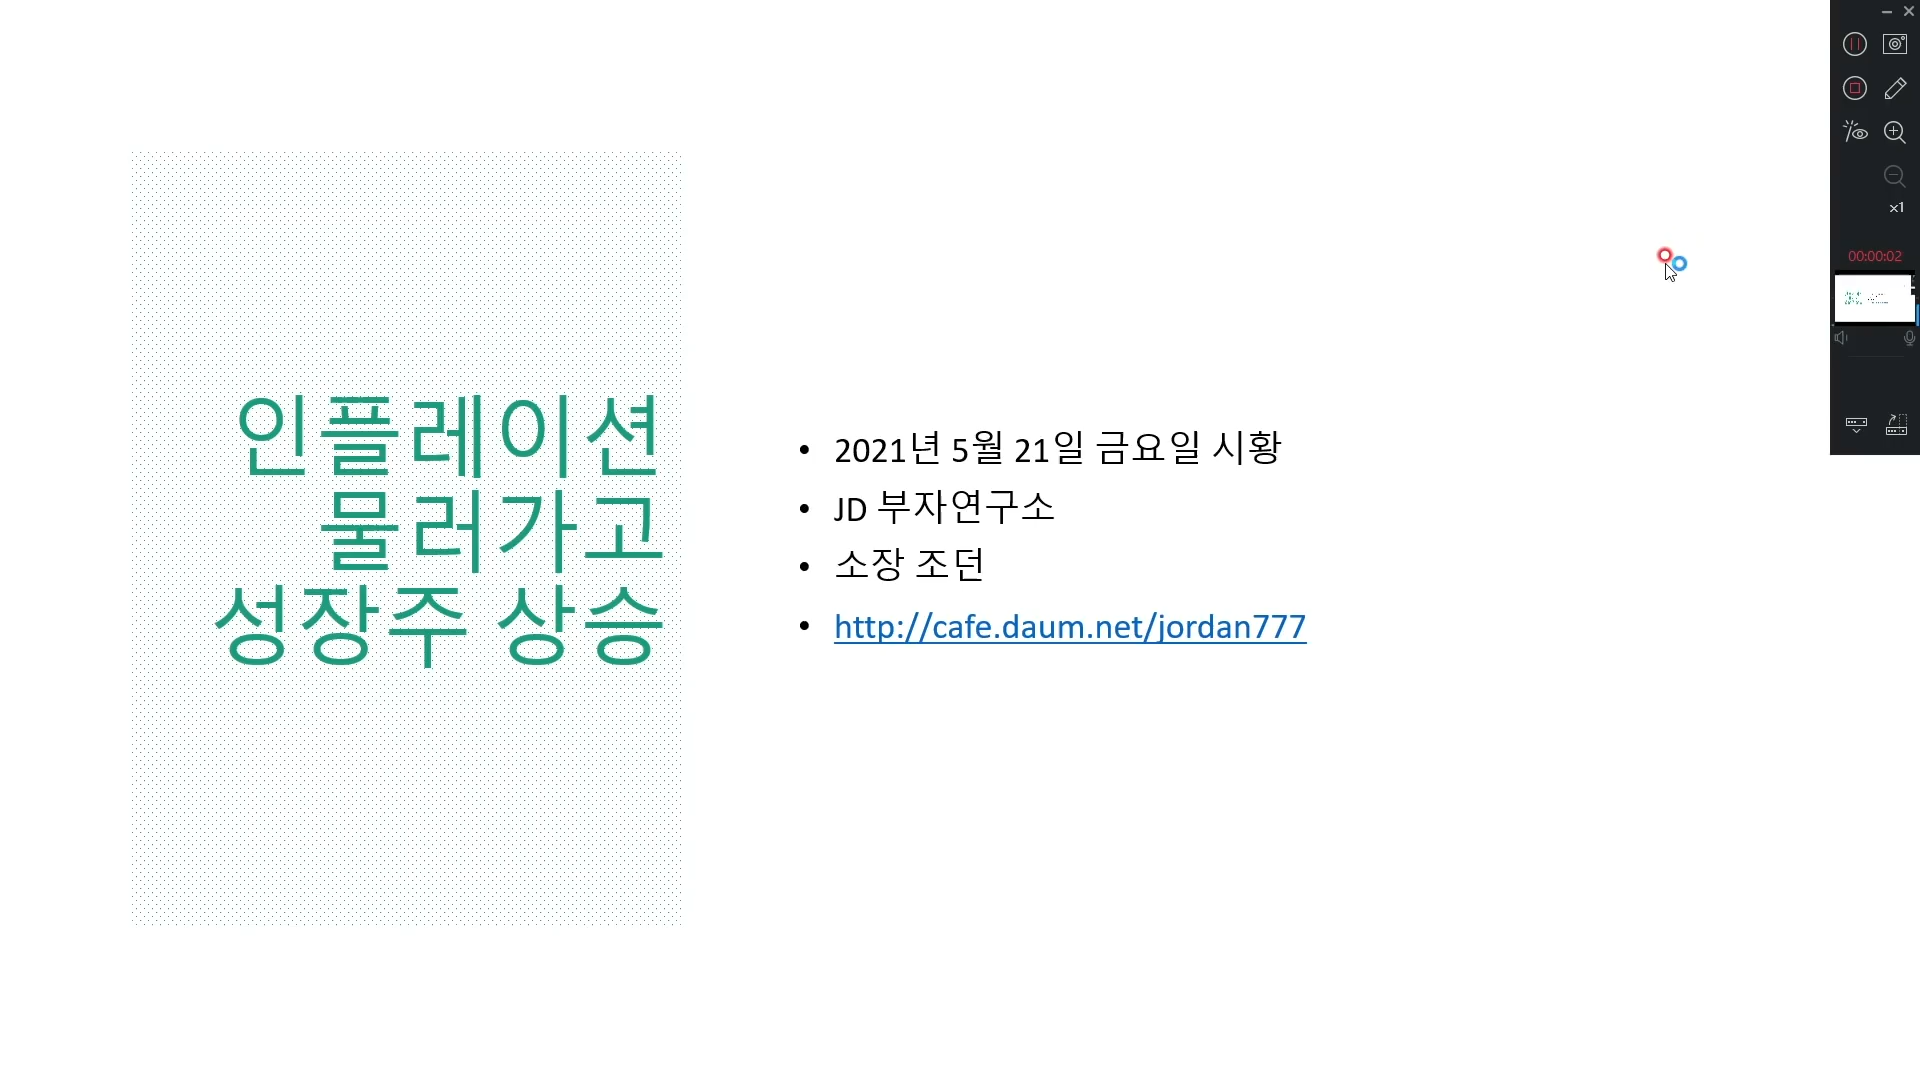 인플레이션
물러가고
성장주 상승
• 2021년 5월 21일 금요일 시황
• JD 부자연구소
• 소장 조던
• http://cafe.daum.net/jordan777
x1
00:00:02